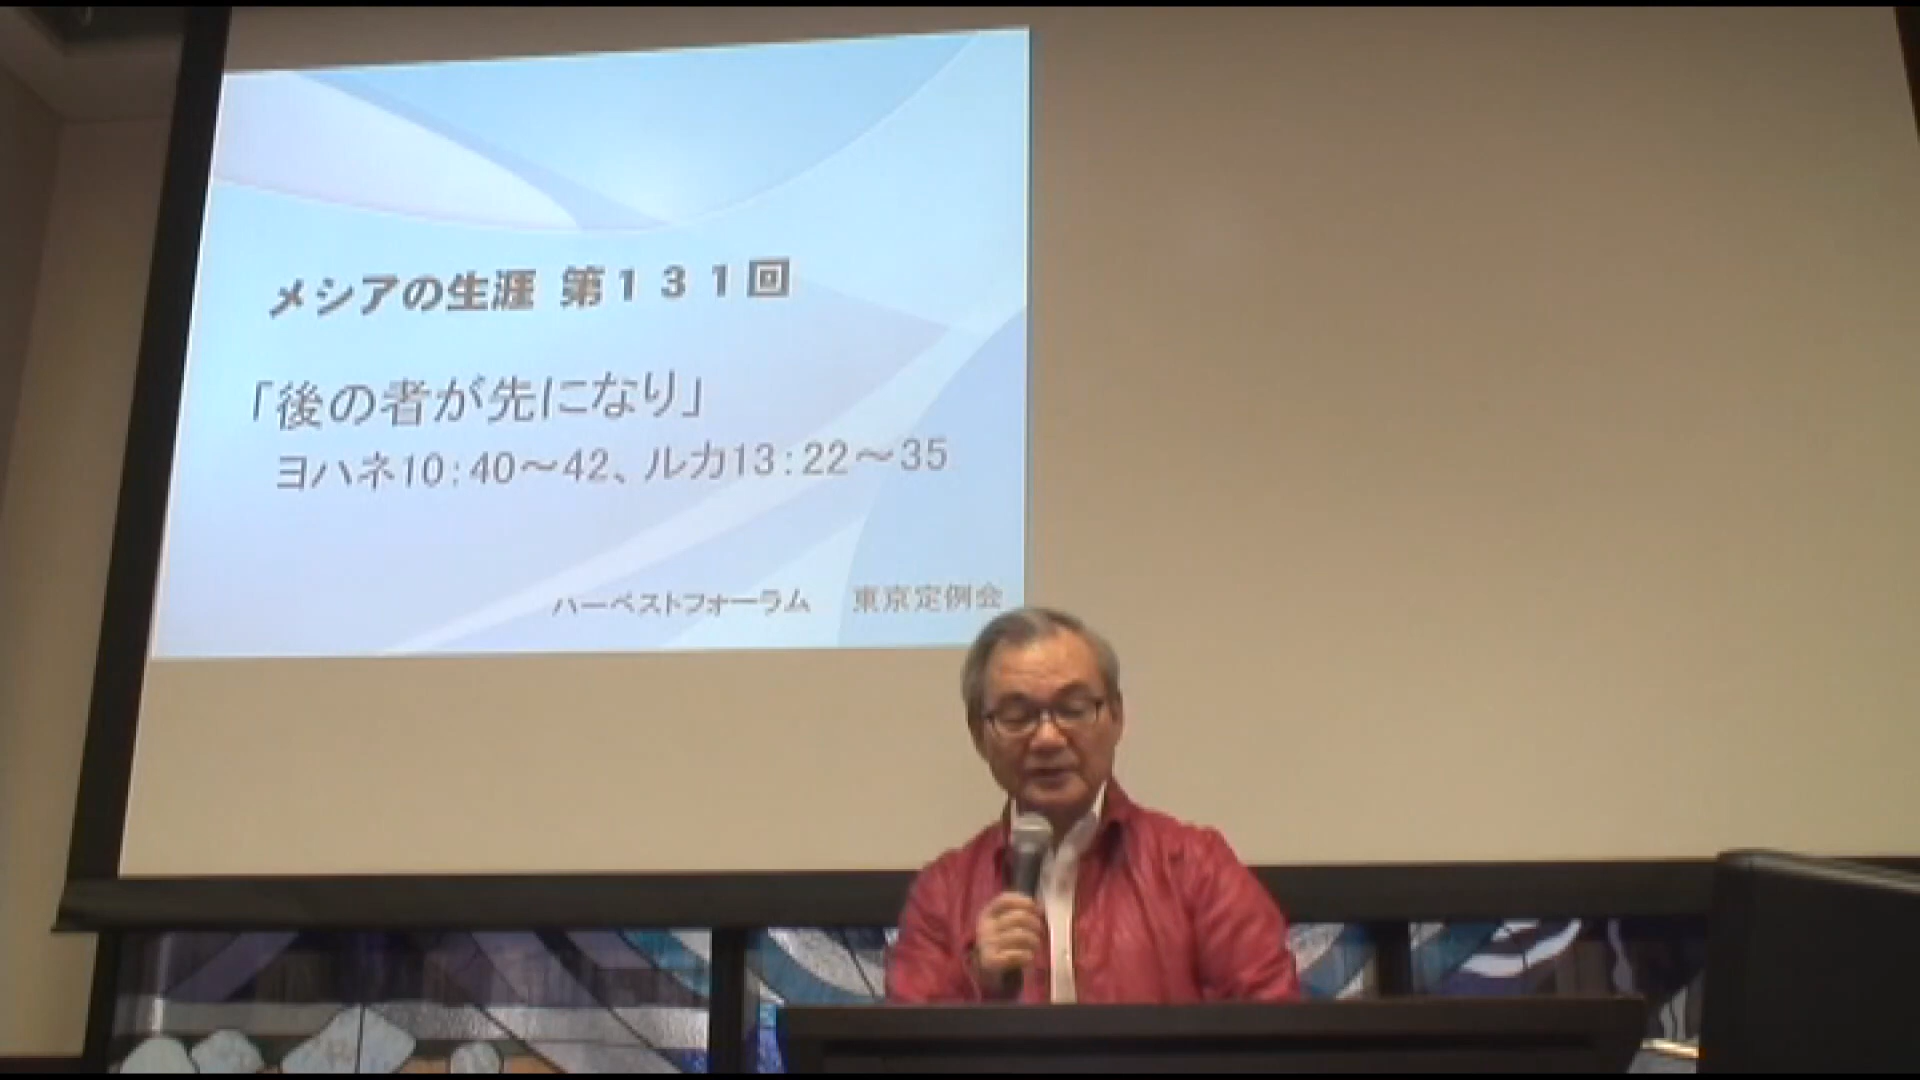 メシアの生涯 第１３１回
「後の者が先になり」
ヨハネ10：40～42、ルカ13：22～35
ハーベストフォーラム 東京定例会